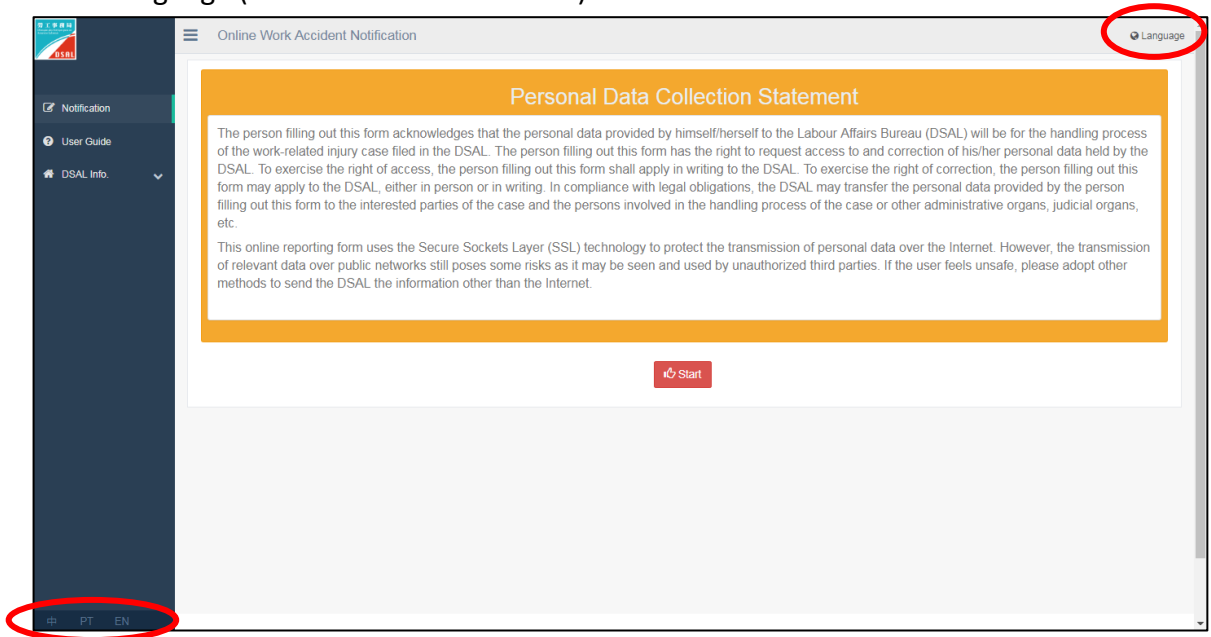 勞工事務局
DSAL
Online Work Accident Notification
Language
Notification
User Guide
DSAL Info.
Personal Data Collection Statement
The person filling out this form acknowledges that the personal data provided by himself/herself to the Labour Affairs Bureau (DSAL) will be for the handling process
of the work-related injury case filed in the DSAL. The person filling out this form has the right to request access to and correction of his/her personal data held by the
DSAL. To exercise the right of access, the person filling out this form shall apply in writing to the DSAL. To exercise the right of correction, the person filling out this
form may apply to the DSAL, either in person or in writing. In compliance with legal obligations, the DSAL may transfer the personal data provided by the person
filling out this form to the interested parties of the case and the persons involved in the handling process of the case or other administrative organs, judicial organs,
etc.
This online reporting form uses the Secure Sockets Layer (SSL) technology to protect the transmission of personal data over the Internet. However, the transmission
of relevant data over public networks still poses some risks as it may be seen and used by unauthorized third parties. If the user feels unsafe, please adopt other
methods to send the DSAL the information other than the Internet.
Start
中 PT EN